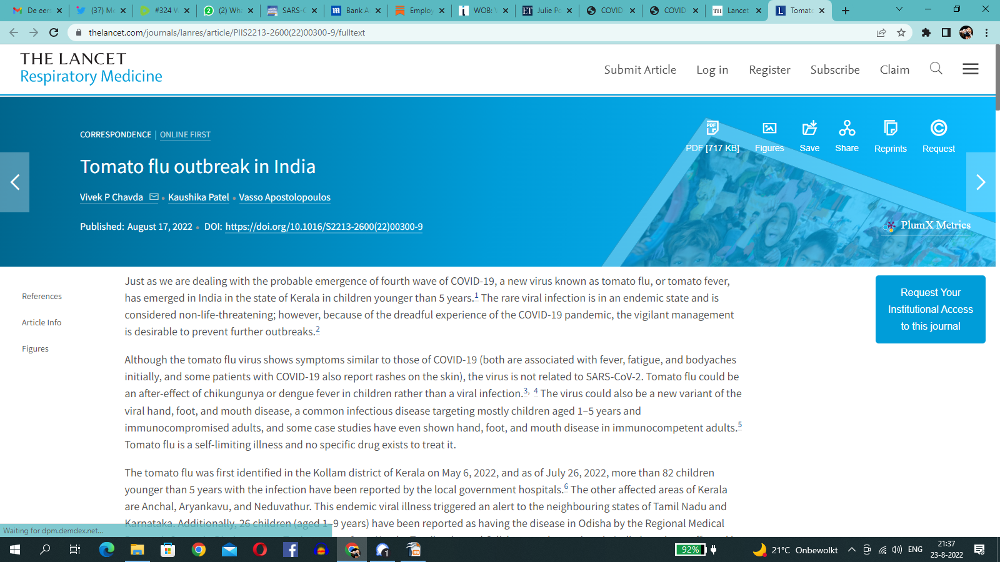 De eer
(37) M
#324 W
(2) Wha
SARS-C
Bank A
Employ
WOB: V
Julie Po
COVID
COVID
Lancet
Tomato
thelancet.com/journals/lanres/article/PIIS2213-2600(22)00300-9/fulltext
THE LANCET
Respiratory Medicine
Submit Article
Log in
Register
Subscribe
Claim
CORRESPONDENCE | ONLINE FIRST
PDF [717 KB]
Figures
Save
Share
Reprints
Request
Tomato flu outbreak in India
Vivek P Chavda • Kaushika Patel • Vasso Apostolopoulos
Published: August 17, 2022 • DOI: https://doi.org/10.1016/S2213-2600(22)00300-9
PlumX Metrics
References
Article Info
Figures
Just as we are dealing with the probable emergence of fourth wave of COVID-19, a new virus known as tomato flu, or tomato fever,
has emerged in India in the state of Kerala in children younger than 5 years.1 The rare viral infection is in an endemic state and is
considered non-life-threatening; however, because of the dreadful experience of the COVID-19 pandemic, the vigilant management
is desirable to prevent further outbreaks.2
Although the tomato flu virus shows symptoms similar to those of COVID-19 (both are associated with fever, fatigue, and bodyaches
initially, and some patients with COVID-19 also report rashes on the skin), the virus is not related to SARS-CoV-2. Tomato flu could be
an after-effect of chikungunya or dengue fever in children rather than a viral infection.3, 4 The virus could also be a new variant of the
viral hand, foot, and mouth disease, a common infectious disease targeting mostly children aged 1–5 years and
immunocompromised adults, and some case studies have even shown hand, foot, and mouth disease in immunocompetent adults.5
Tomato flu is a self-limiting illness and no specific drug exists to treat it.
The tomato flu was first identified in the Kollam district of Kerala on May 6, 2022, and as of July 26, 2022, more than 82 children
younger than 5 years with the infection have been reported by the local government hospitals.6 The other affected areas of Kerala
are Anchal, Aryankavu, and Neduvathur. This endemic viral illness triggered an alert to the neighbouring states of Tamil Nadu and
Karnataka. Additionally, 26 children (aged 1–9 years) have been reported as having the disease in Odisha by the Regional Medical
Request Your
Institutional Access
to this journal
Waiting for dpm.demdex.net...
92%
21°C Onbewolkt
ENG
21:37
23-8-2022